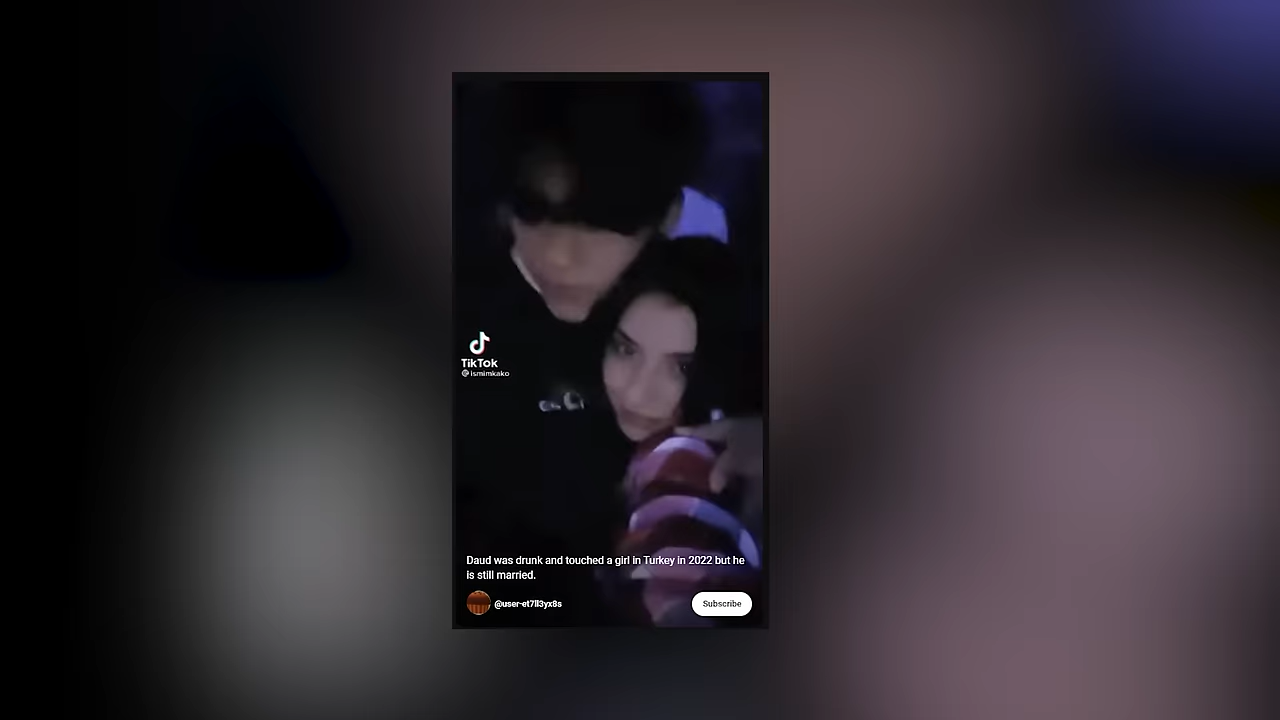 TikTok
@ismimkako
Daud was drunk and touched a girl in Turkey in 2022 but he
is still married.
@user-et7ll3yx8s
Subscribe